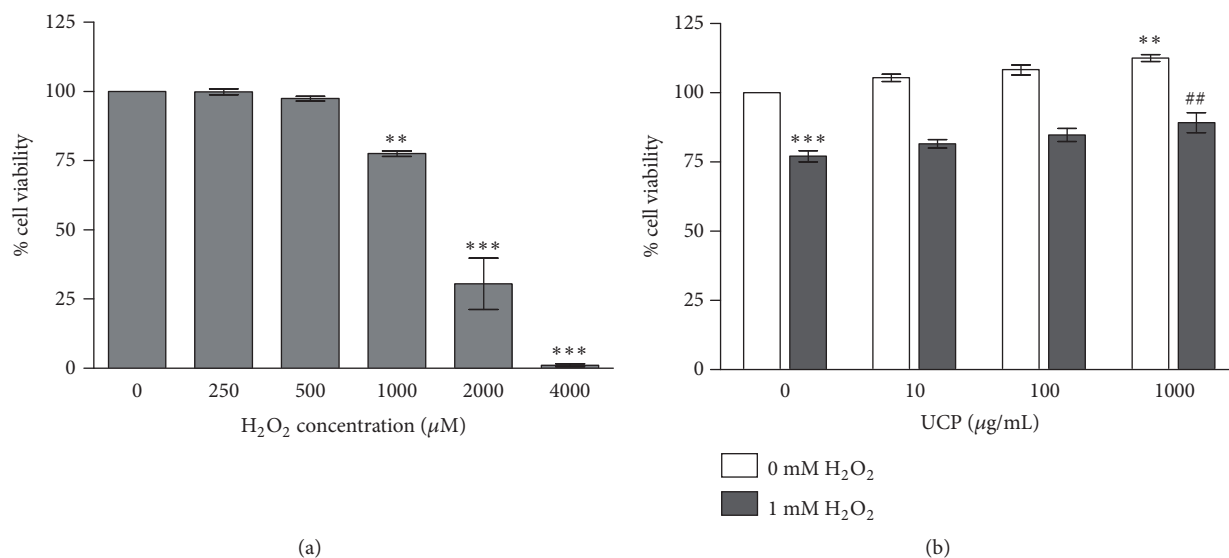 125
100
75
50
25
0
% cell viability
**
***
***
0 250 500 1000 2000 4000
H₂O₂ concentration (μM)
(a)
125
100
75
50
25
0
% cell viability
***
**
##
0 10 100 1000
UCP (μg/mL)
0 mM H₂O₂
1 mM H₂O₂
(b)